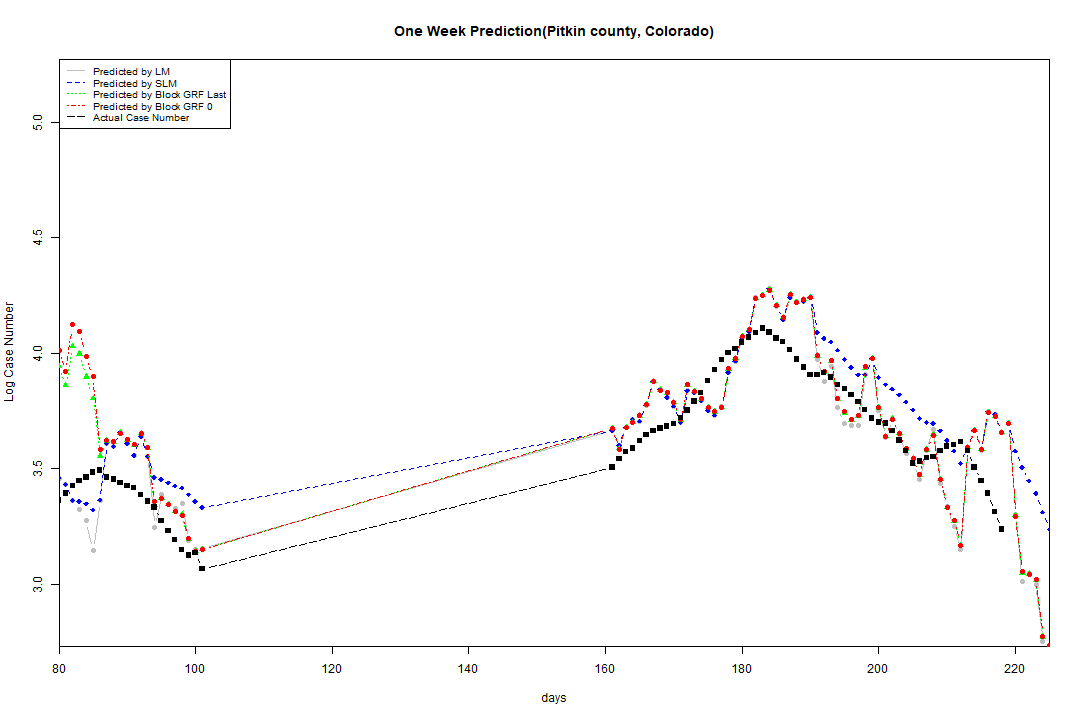 One Week Prediction(Pitkin county, Colorado)
Predicted by LM
Predicted by SLM
Predicted by Block GRF Last
Predicted by Block GRF 0
Actual Case Number
Log Case Number
5.0
4.5
4.0
3.5
3.0
80 100 120 140 160 180 200 220
days